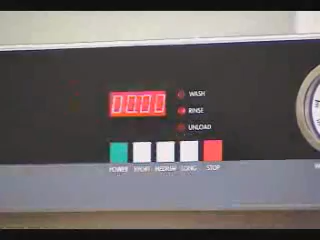 00:00
WASH
RINSE
UNLOAD
POWER SHORT MEDIUM LONG STOP